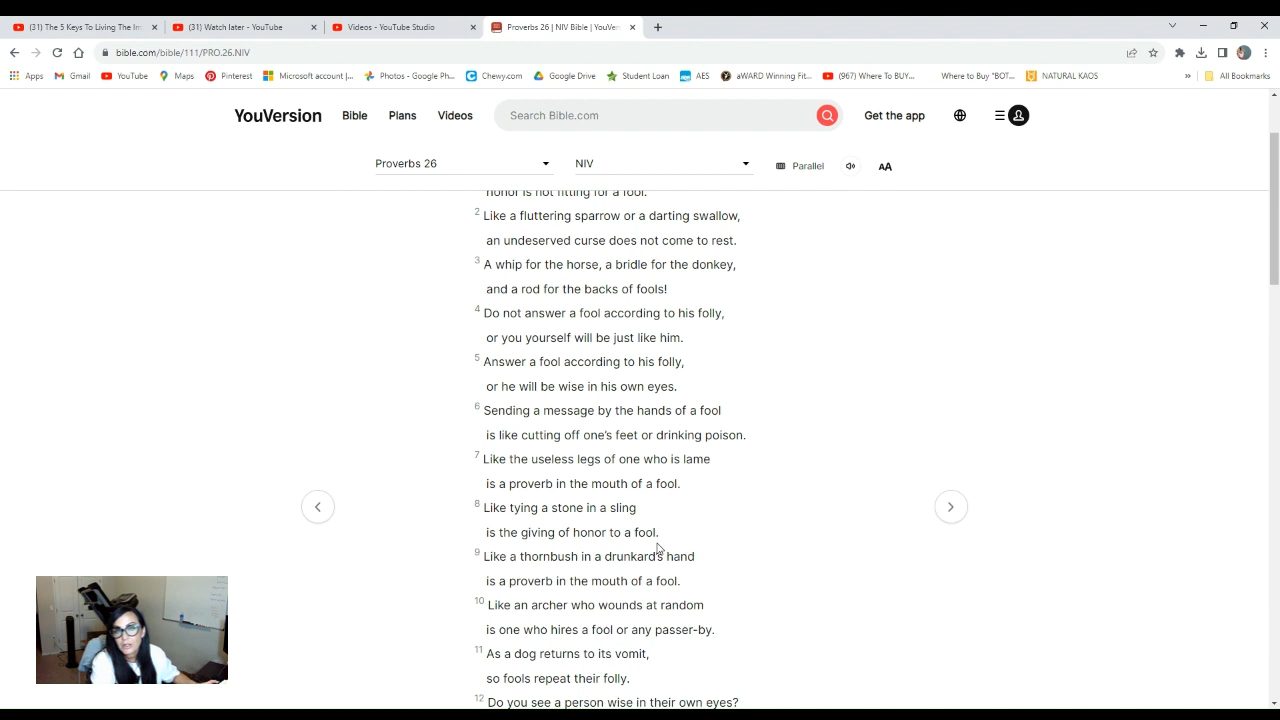 (31) The 5 Keys To Living The Im
(31) Watch later - YouTube
Videos - YouTube Studio
Proverbs 26 | NIV Bible | YouVer
bible.com/bible/111/PRO.26.NIV
Apps
Gmail
YouTube
Maps
Pinterest
Microsoft account |...
Photos - Google Ph...
Chewy.com
Google Drive
Student Loan
AES
aWARD Winning Fit...
(967) Where To BUY...
Where to Buy "BOT...
NATURAL KAOS
»
All Bookmarks
YouVersion
Bible
Plans
Videos
Search Bible.com
Get the app
Proverbs 26
NIV
Parallel
AA
honor is not fitting for a fool.
2 Like a fluttering sparrow or a darting swallow,
an undeserved curse does not come to rest.
3 A whip for the horse, a bridle for the donkey,
and a rod for the backs of fools!
4 Do not answer a fool according to his folly,
or you yourself will be just like him.
5 Answer a fool according to his folly,
or he will be wise in his own eyes.
6 Sending a message by the hands of a fool
is like cutting off one's feet or drinking poison.
7 Like the useless legs of one who is lame
is a proverb in the mouth of a fool.
8 Like tying a stone in a sling
is the giving of honor to a fool.
9 Like a thornbush in a drunkard's hand
is a proverb in the mouth of a fool.
10 Like an archer who wounds at random
is one who hires a fool or any passer-by.
11 As a dog returns to its vomit,
so fools repeat their folly.
12 Do you see a person wise in their own eyes?